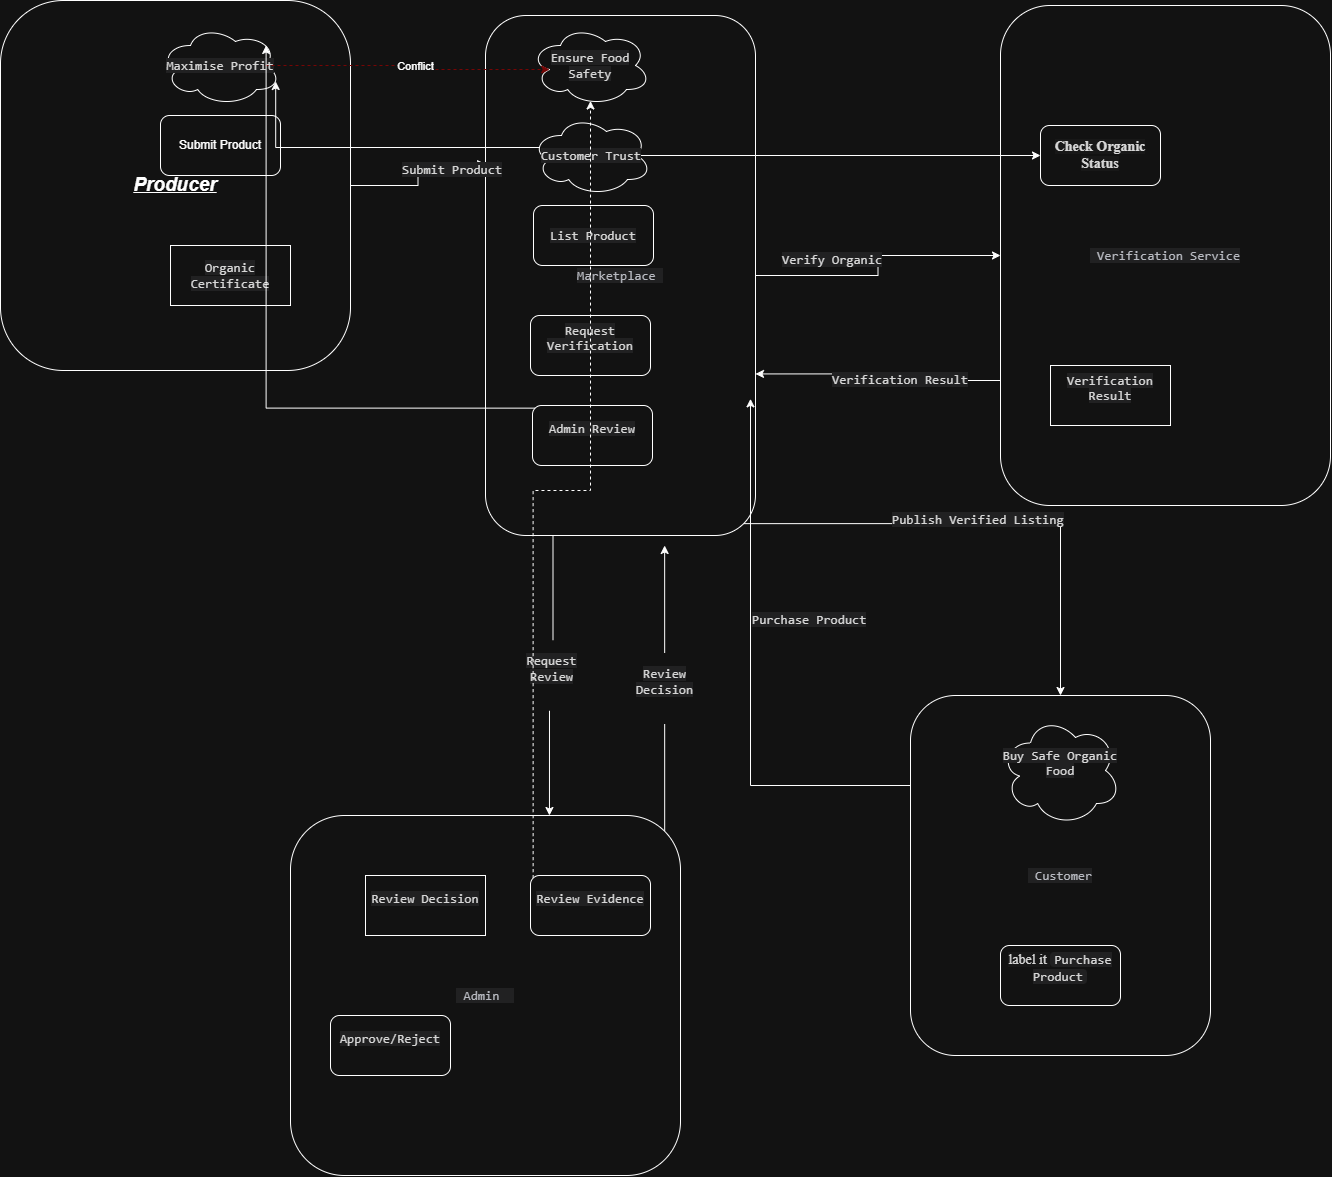 Maximise Profit
Conflict
Ensure Food
Safety
Submit Product
Producer
Organic
Certificate
Submit Product
Customer Trust
List Product
Marketplace
Request
Verification
Admin Review
Check Organic
Status
Verification Service
Verify Organic
Verification Result
Verification
Result
Publish Verified Listing
Purchase Product
Request
Review
Review
Decision
Buy Safe Organic
Food
Customer
label it Purchase
Product
Review Decision
Review Evidence
Admin
Approve/Reject